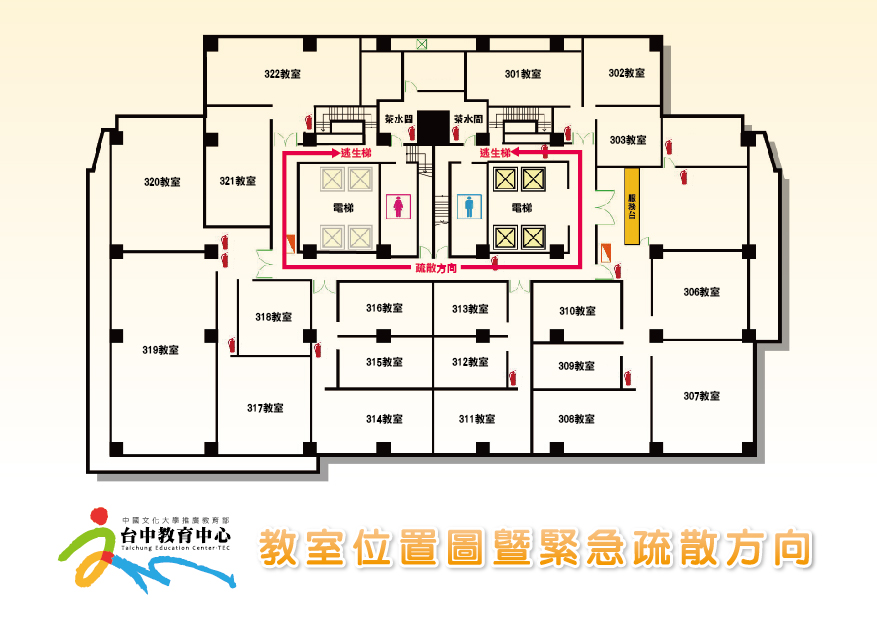 322教室
301教室
302教室
茶水間
茶水間
303教室
逃生梯
逃生梯
320教室
321教室
電梯
電梯
服務台
疏散方向
306教室
316教室
313教室
310教室
318教室
319教室
315教室
312教室
309教室
307教室
317教室
314教室
311教室
308教室
中國文化大學推廣教育部
台中教育中心
Taichung Education Center‧TEC
教室位置圖暨緊急疏散方向